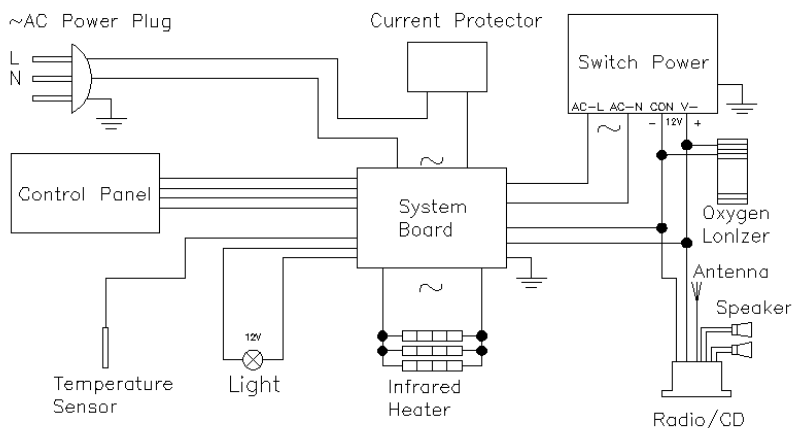 ~AC Power Plug
Current Protector
L
N
Switch Power
AC-L AC-N CON V-
- 12V +
~
Control Panel
~
System
Board
Oxygen
LonIzer
Antenna
~
Speaker
12V
Temperature
Sensor
Light
Infrared
Heater
Radio/CD